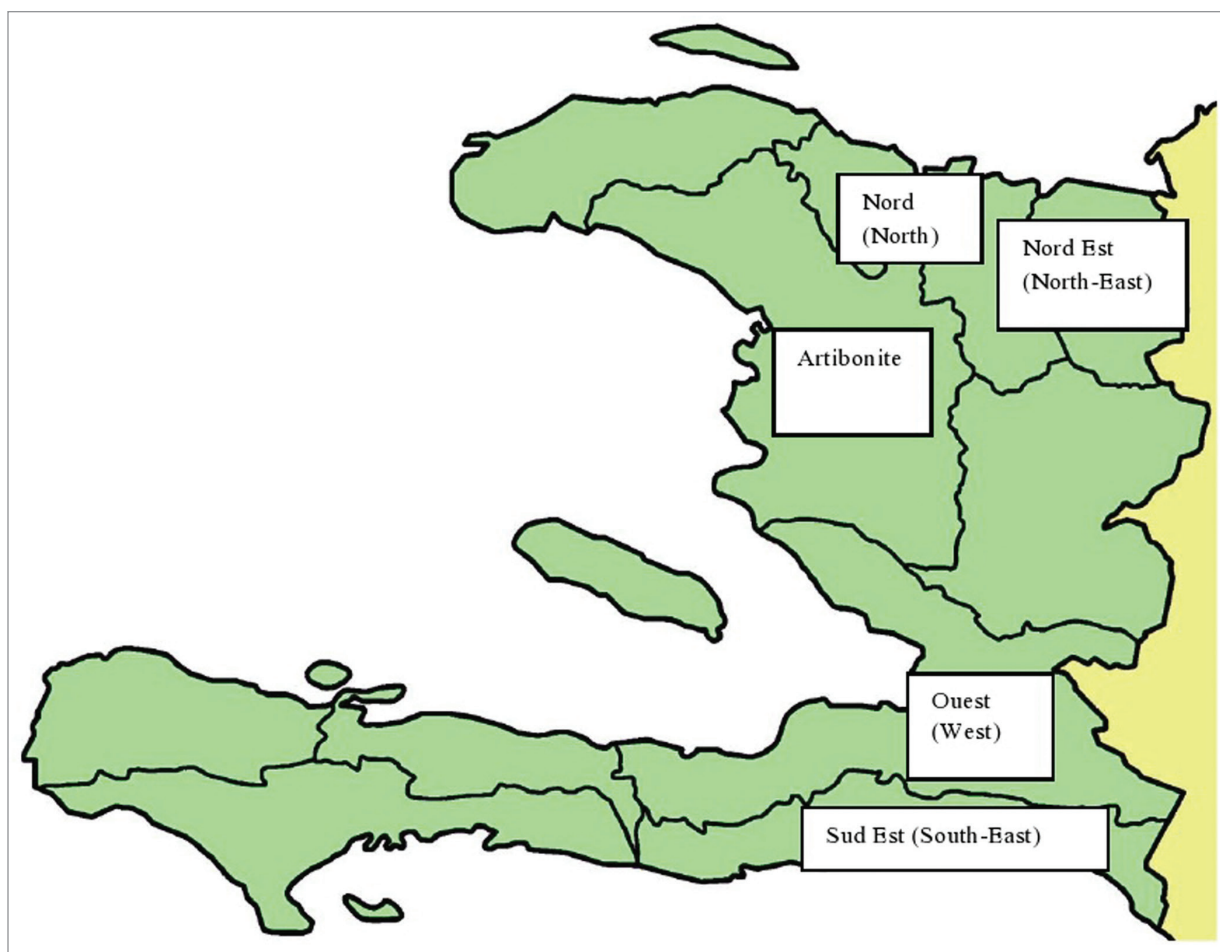 Nord
(North)
Nord Est
(North-East)
Artibonite
Ouest
(West)
Sud Est (South-East)